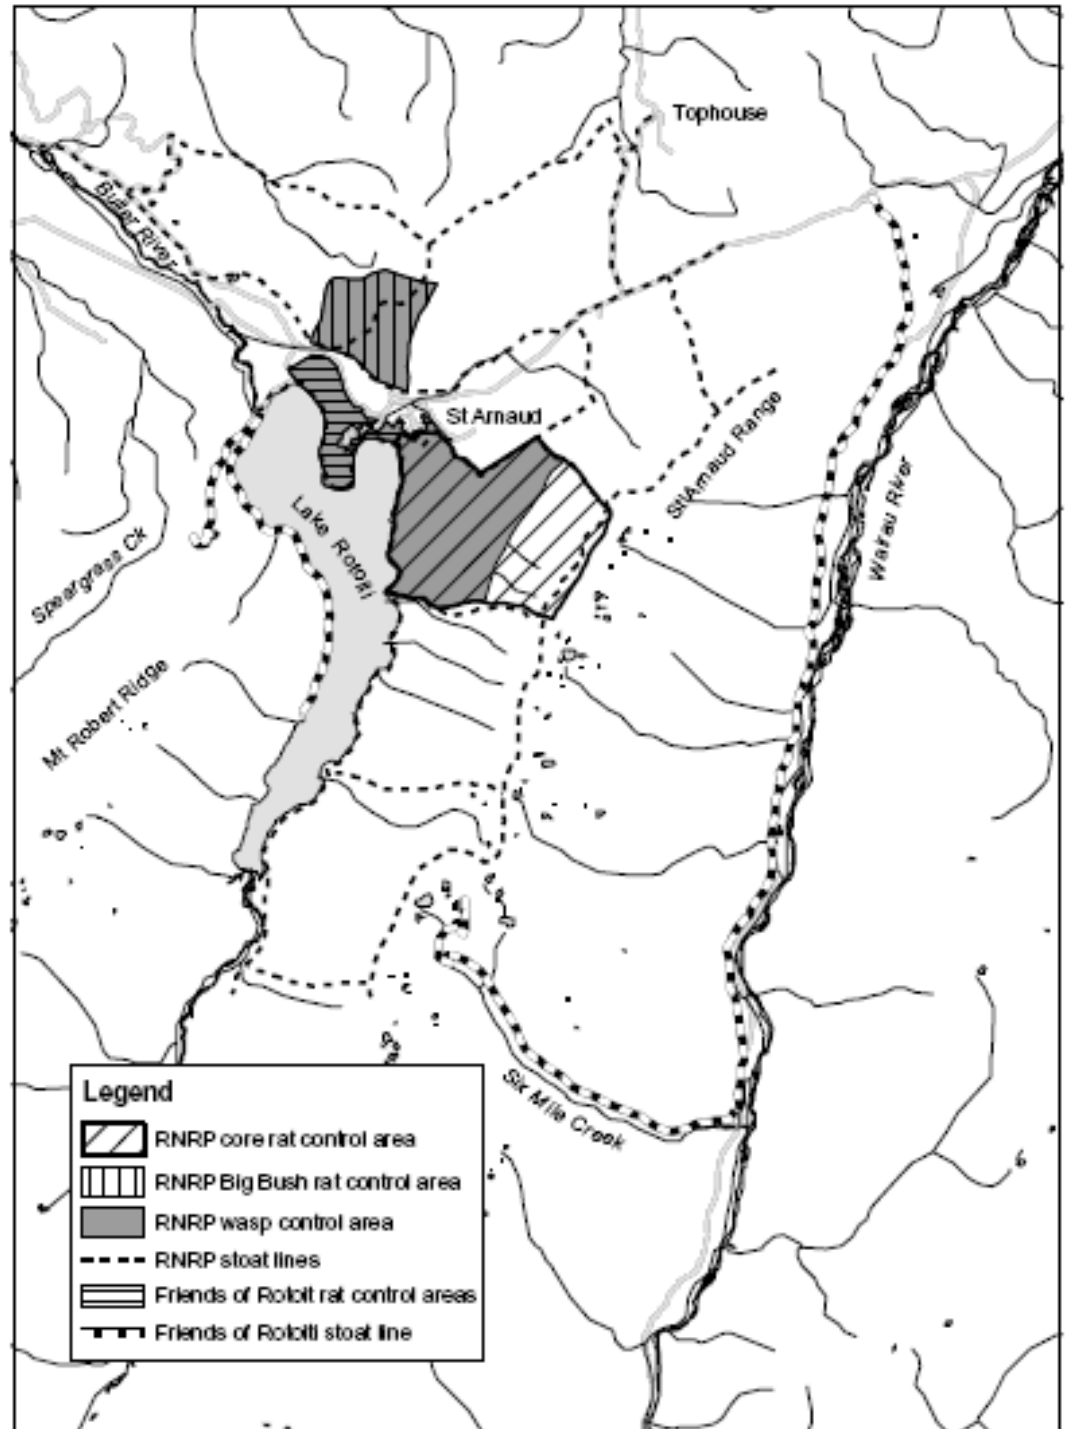 Tophouse
Buller River
St Arnaud
St Arnaud Range
Lake Rotoiti
Wairau River
Speargrass Ck
Mt Robert Ridge
Six Mile Creek
Legend
RNRP core rat control area
RNRP Big Bush rat control area
RNRP wasp control area
RNRP stoat lines
Friends of Rotoit rat control areas
Friends of Rotoiti stoat line